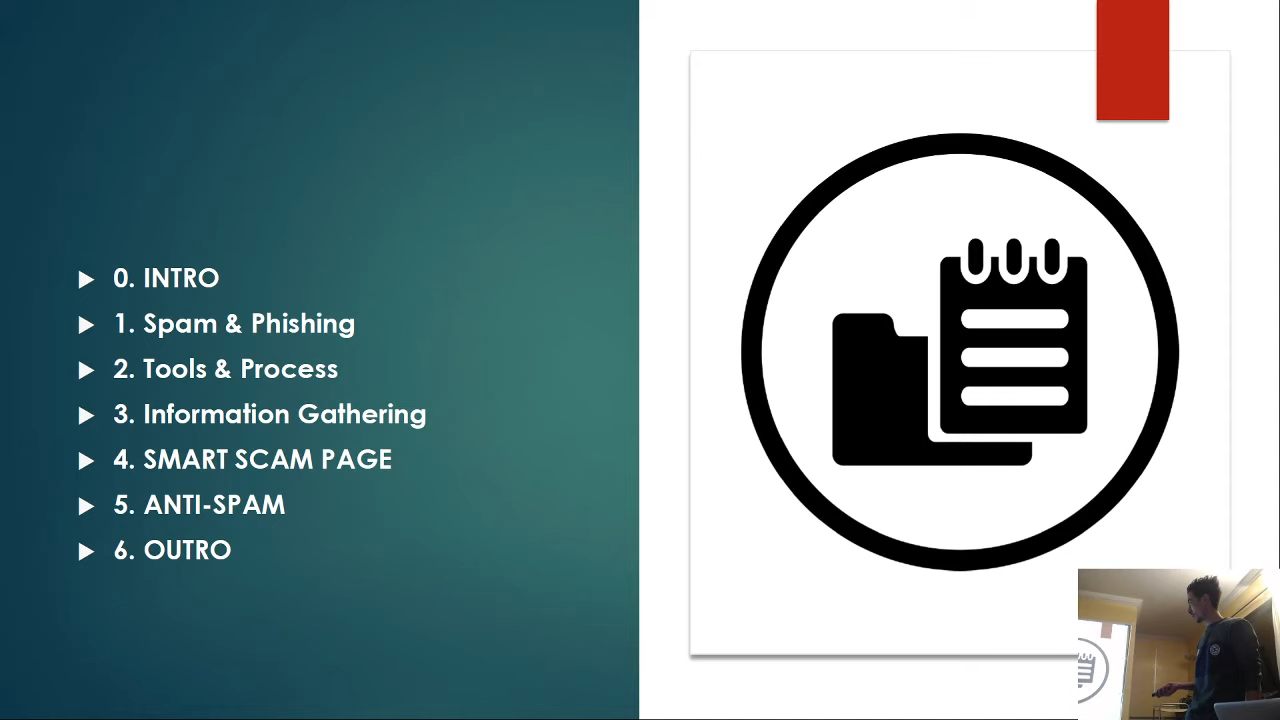 0. INTRO
1. Spam & Phishing
2. Tools & Process
3. Information Gathering
4. SMART SCAM PAGE
5. ANTI-SPAM
6. OUTRO